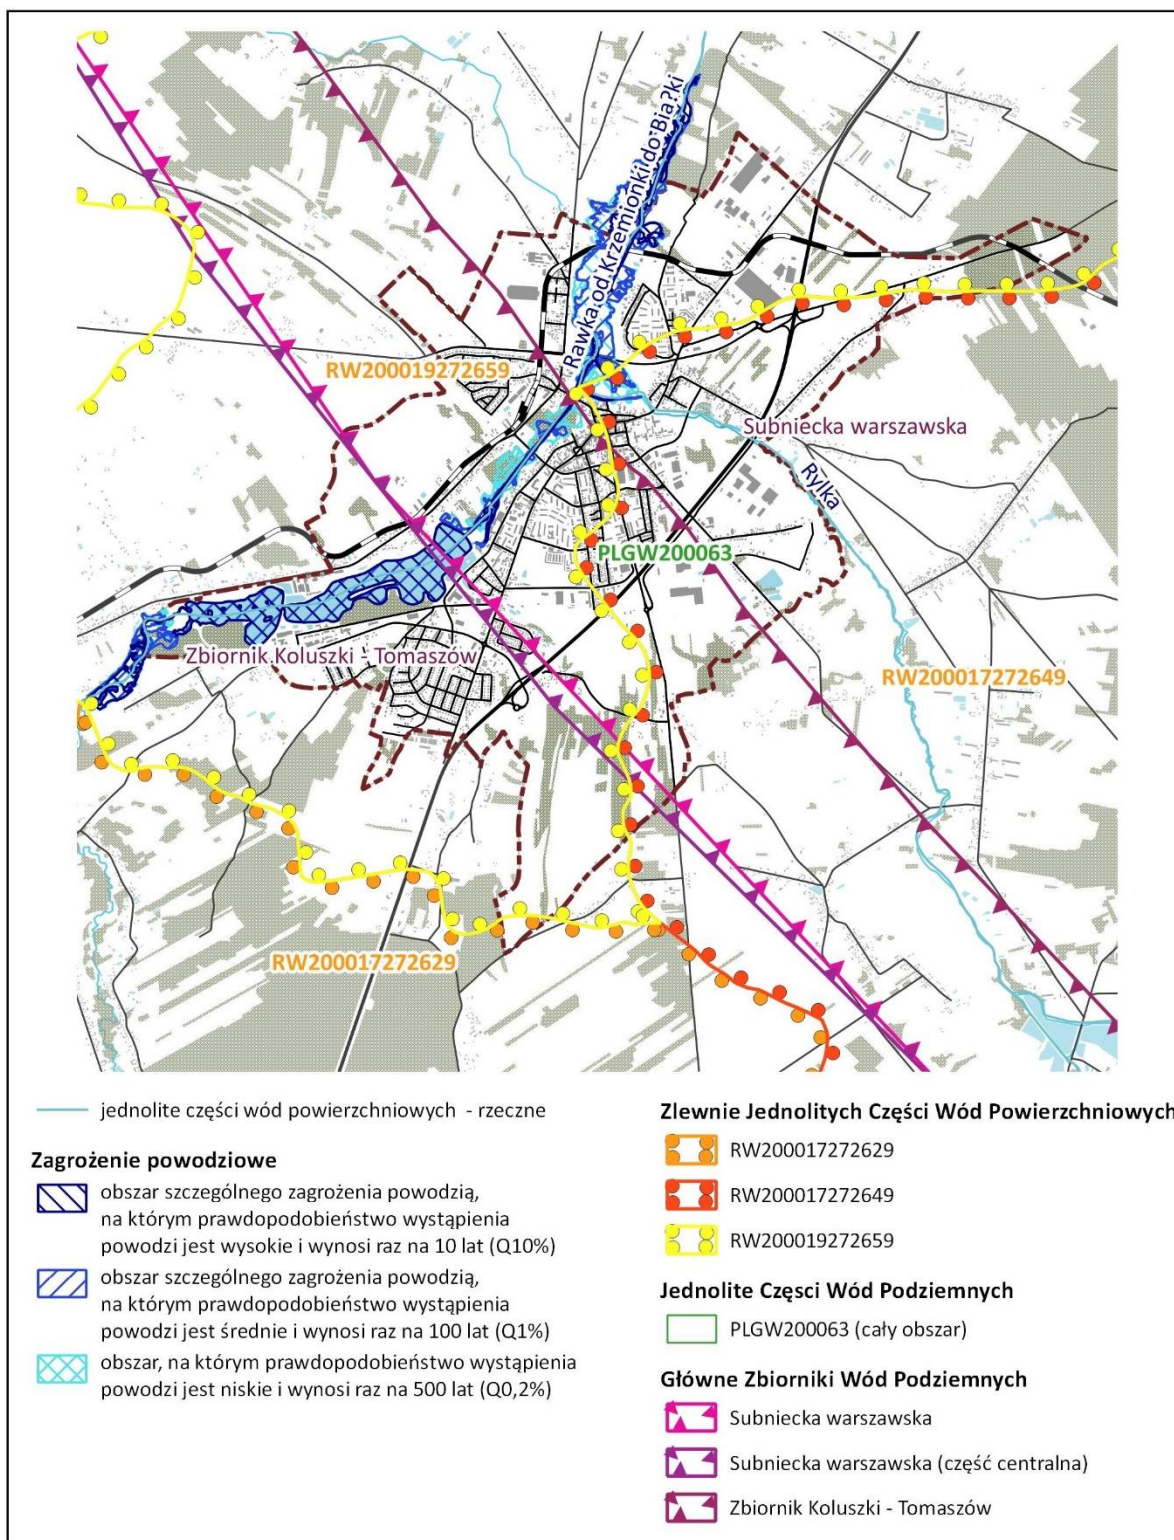 Rawka od Krzemionki do Bia?ki
RW200019272659
Subniecka warszawska
Rylka
PLGW200063
Zbiornik Koluszki - Tomaszów
RW200017272649
RW200017272629
jednolite części wód powierzchniowych - rzeczne
Zagrożenie powodziowe
obszar szczególnego zagrożenia powodzią,
na którym prawdopodobieństwo wystąpienia
powodzi jest wysokie i wynosi raz na 10 lat (Q10%)
obszar szczególnego zagrożenia powodzią,
na którym prawdopodobieństwo wystąpienia
powodzi jest średnie i wynosi raz na 100 lat (Q1%)
obszar, na którym prawdopodobieństwo wystąpienia
powodzi jest niskie i wynosi raz na 500 lat (Q0,2%)
Zlewnie Jednolitych Części Wód Powierzchniowych
RW200017272629
RW200017272649
RW200019272659
Jednolite Częsci Wód Podziemnych
PLGW200063 (cały obszar)
Główne Zbiorniki Wód Podziemnych
Subniecka warszawska
Subniecka warszawska (część centralna)
Zbiornik Koluszki - Tomaszów